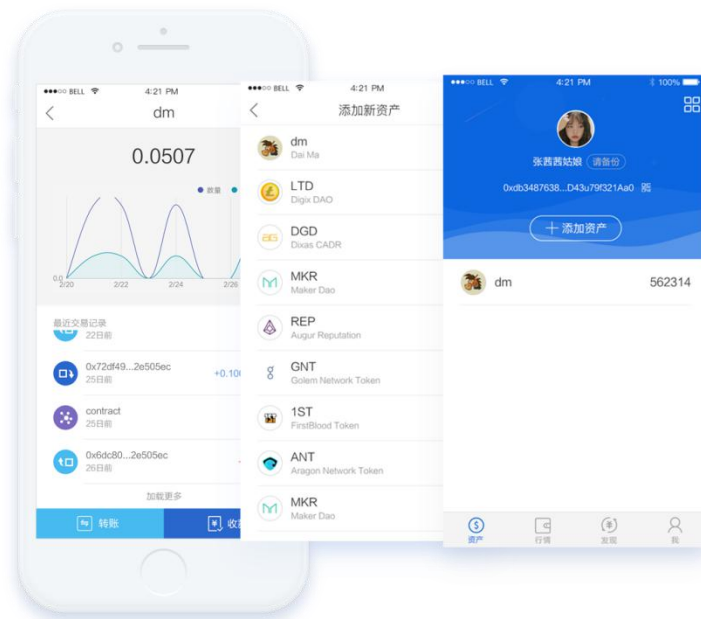 ●●●○○ BELL 4:21 PM
dm
0.0507
数量
0.0
2/20 2/22 2/24 2/26
最近交易记录
22日前
0x72df49...2e505ec
+0.100
25日前
contract
25日前
0x6dc80...2e505ec
26日前
加载更多
转账
●●●○○ BELL 4:21 PM
添加新资产
dm
Dai Ma
LTD
Digix DAO
DGD
Dixas CADR
MKR
Maker Dao
REP
Augur Reputation
GNT
Golem Network Token
1ST
FirstBlood Token
ANT
Aragon Network Token
MKR
Maker Dao
●●●○○ BELL 4:21 PM 100%
张茜茜姑娘 请备份
0xdb3487638...D43u79f321Aa0
添加资产
dm 562314
资产 行情 发现 我